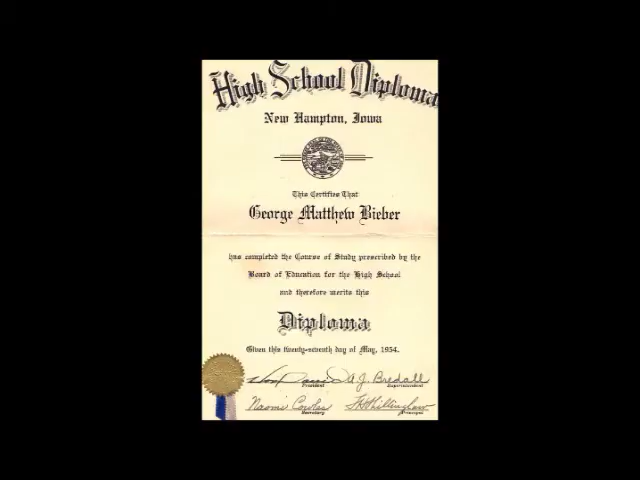 High School Diploma
New Hampton, Iowa
This Certifies That
George Matthew Bieber
has completed the Course of Study prescribed by the
Board of Education for the High School
and therefore merits this
Diploma
Given this twenty-seventh day of May, 1954.
A. J. Bredall
President Superintendent
Naomi
Secretary Principal